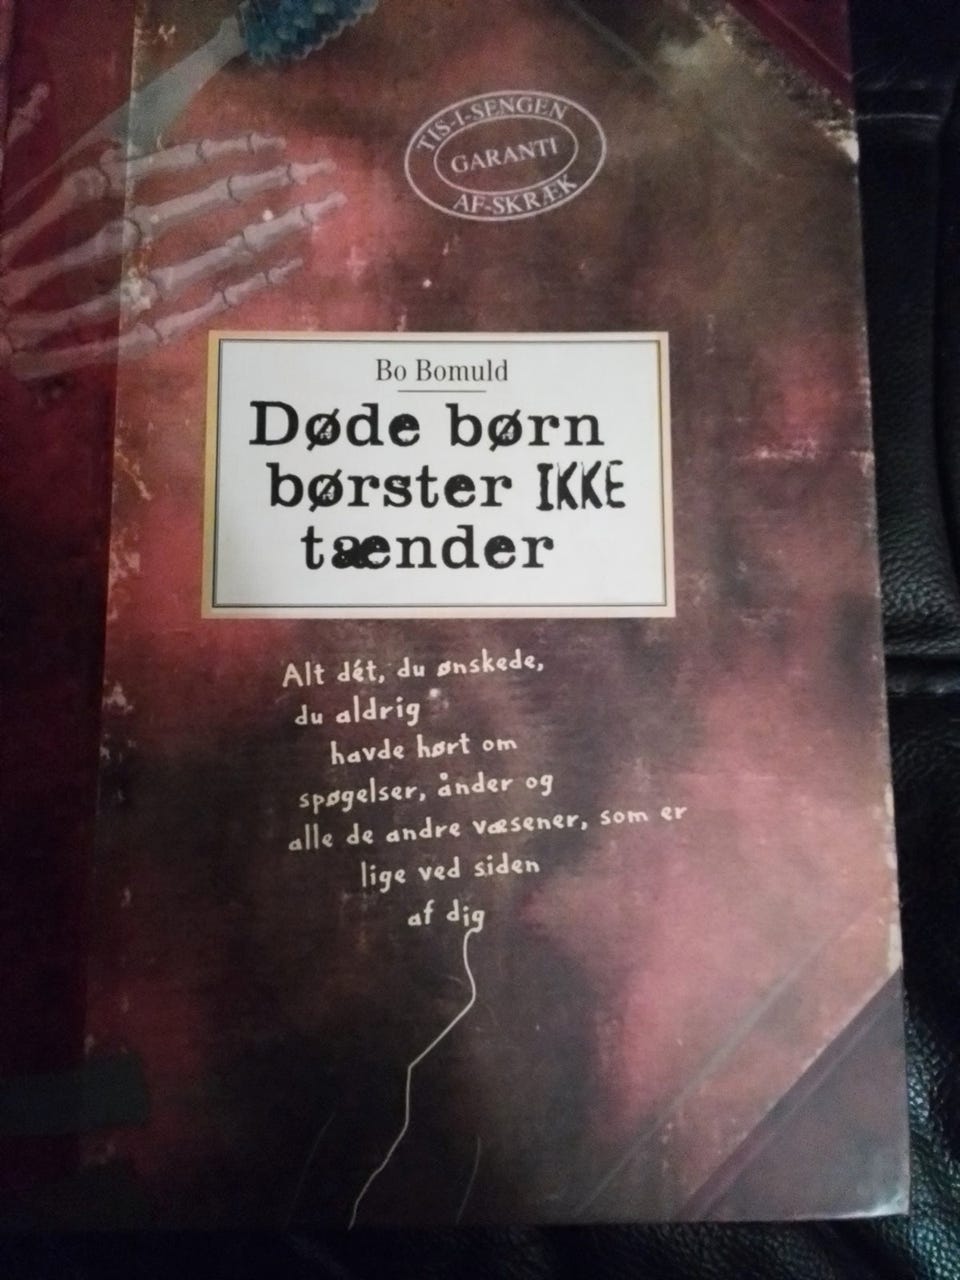 TIS-I-SENGEN
GARANTI
AF-SKRÆK
Bo Bomuld
Døde børn
børster IKKE
tænder
Alt dét, du ønskede,
du aldrig
havde hørt om
spøgelser, ånder og
alle de andre væsener, som er
lige ved siden
af dig